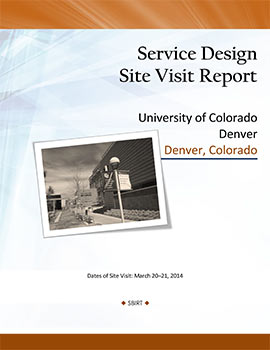 Service Design
Site Visit Report
University of Colorado
Denver
Denver, Colorado
Dates of Site Visit: March 20–21, 2014
◆ SBIRT ◆